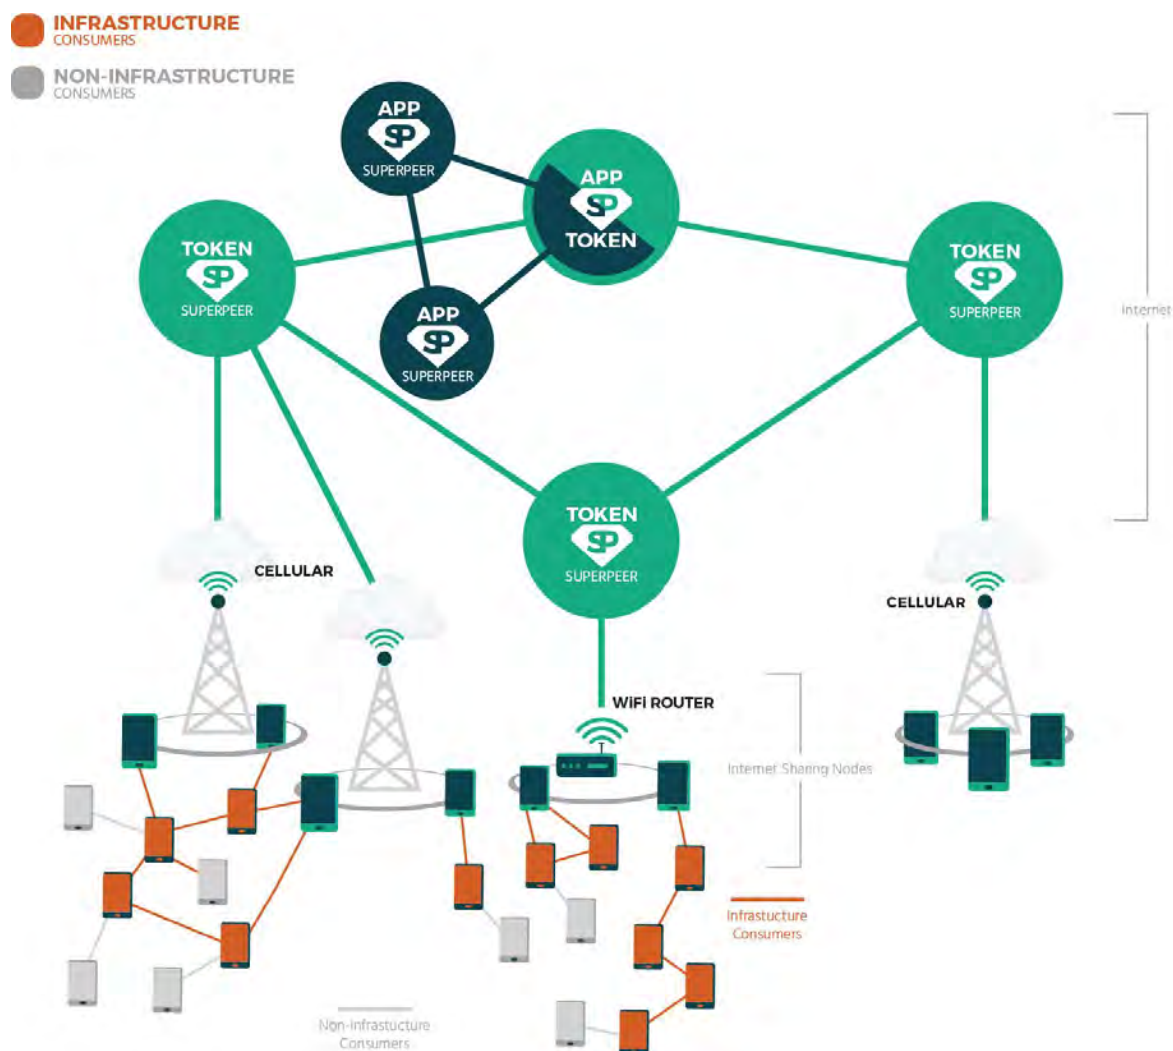 INFRASTRUCTURE
CONSUMERS
NON-INFRASTRUCTURE
CONSUMERS
APP
SP
SUPERPEER
APP
SP
TOKEN
TOKEN
SP
SUPERPEER
TOKEN
SP
SUPERPEER
APP
SP
SUPERPEER
Internet
TOKEN
SP
SUPERPEER
CELLULAR
CELLULAR
WiFi ROUTER
Internet Sharing Nodes
Infrastucture
Consumers
Non-infrastucture
Consumers